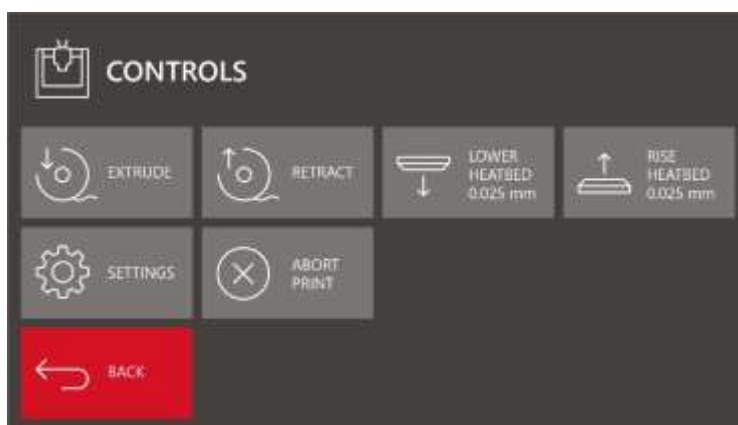 CONTROLS
EXTRUDE
RETRACT
LOWER
HEATBED
0.025 mm
RISE
HEATBED
0.025 mm
SETTINGS
ABORT
PRINT
BACK